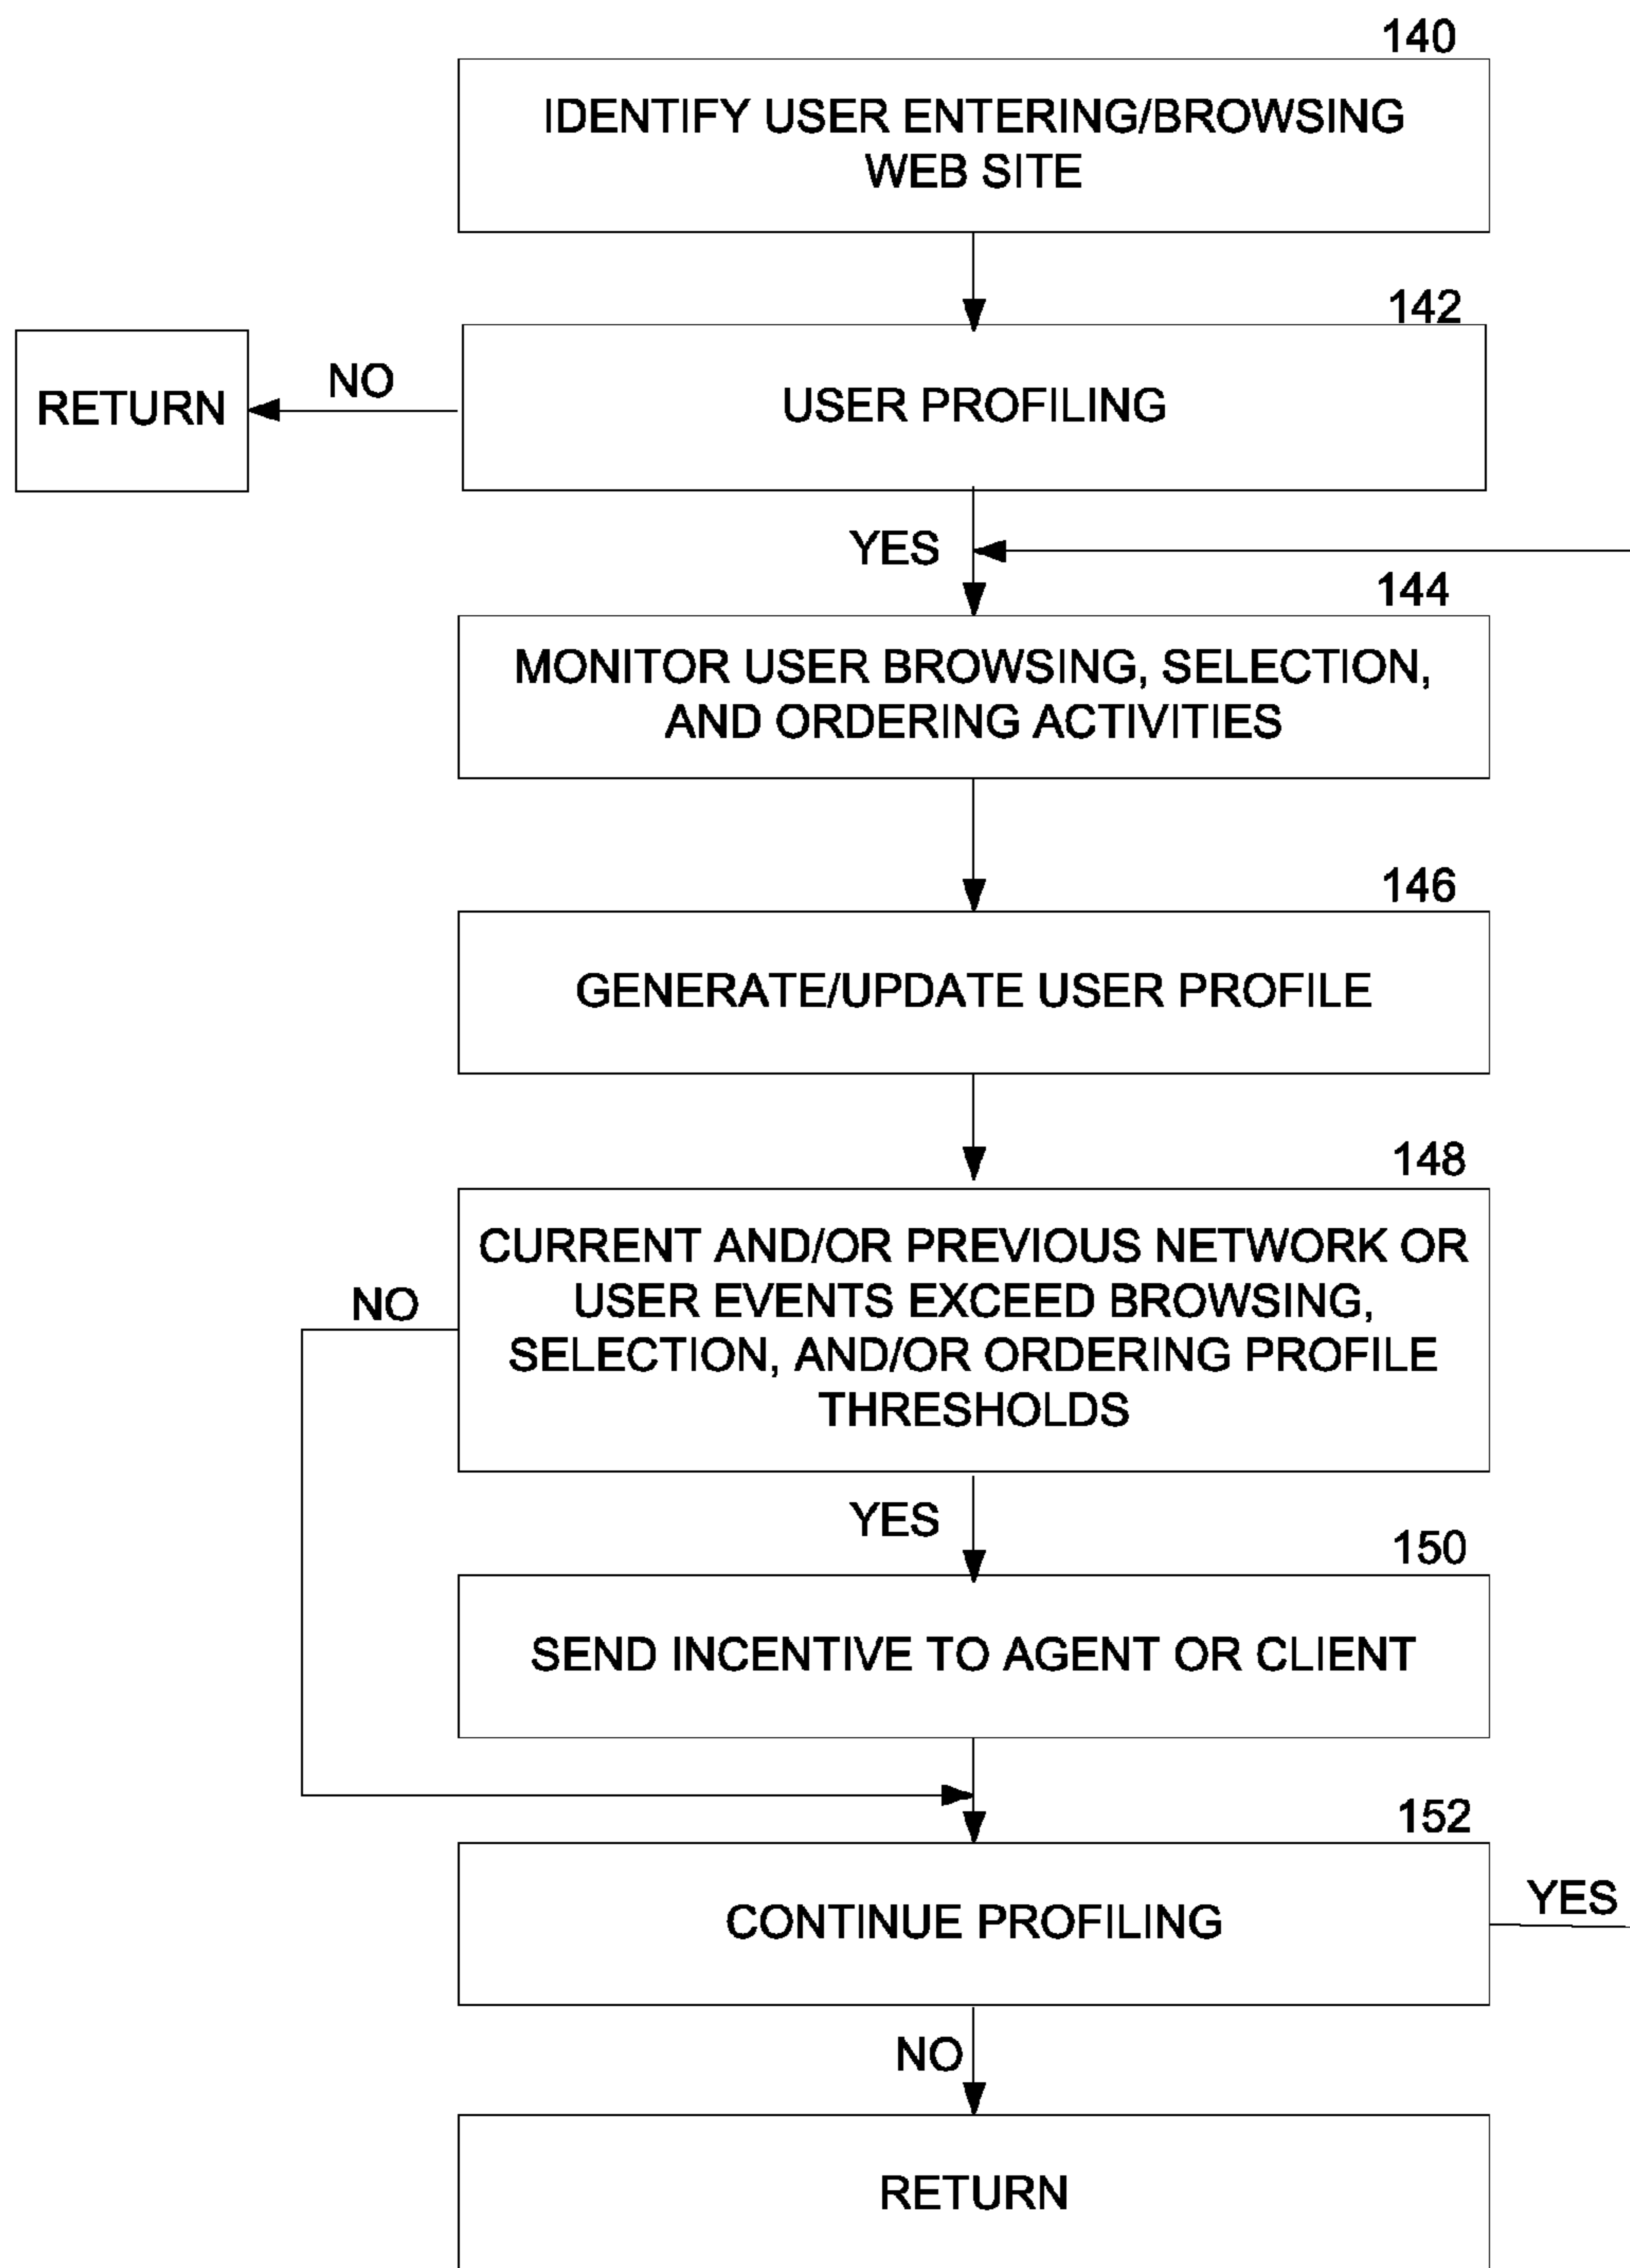 140
IDENTIFY USER ENTERING/BROWSING
WEB SITE
142
RETURN
NO
USER PROFILING
YES
144
MONITOR USER BROWSING, SELECTION,
AND ORDERING ACTIVITIES
146
GENERATE/UPDATE USER PROFILE
148
CURRENT AND/OR PREVIOUS NETWORK OR
USER EVENTS EXCEED BROWSING,
SELECTION, AND/OR ORDERING PROFILE
THRESHOLDS
NO
YES
150
SEND INCENTIVE TO AGENT OR CLIENT
152
CONTINUE PROFILING
YES
NO
RETURN